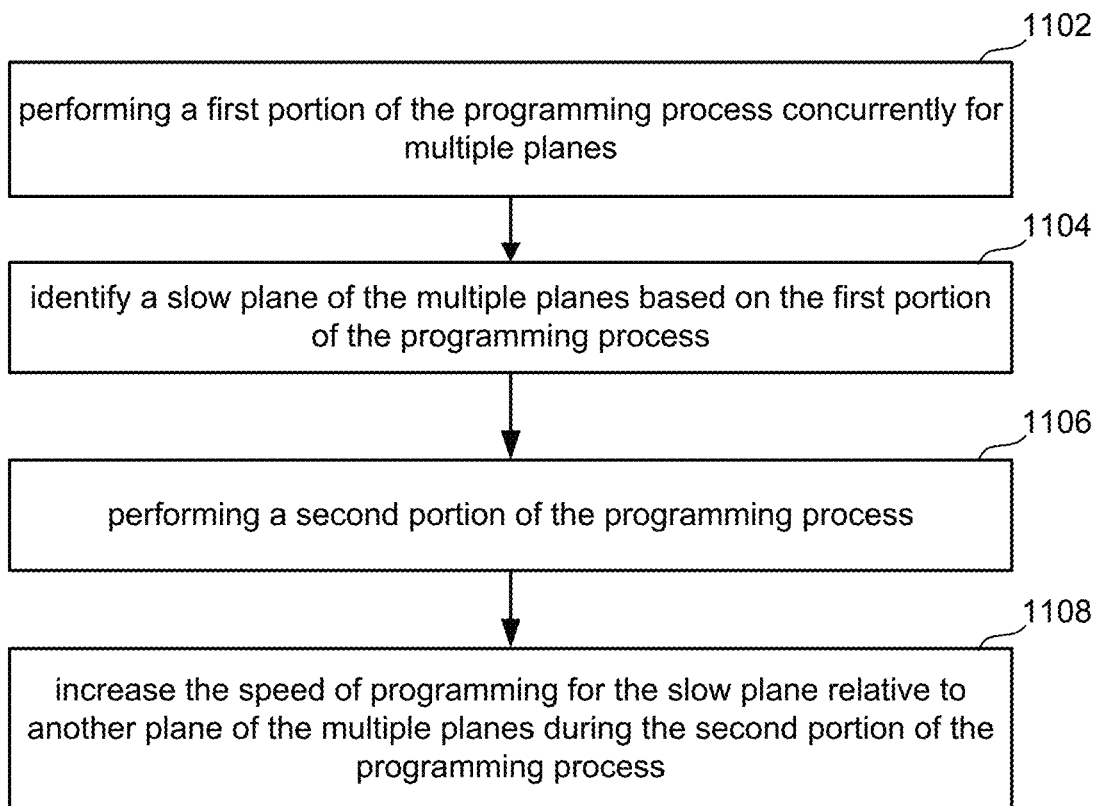 1102
performing a first portion of the programming process concurrently for
multiple planes
1104
identify a slow plane of the multiple planes based on the first portion
of the programming process
1106
performing a second portion of the programming process
1108
increase the speed of programming for the slow plane relative to
another plane of the multiple planes during the second portion of the
programming process